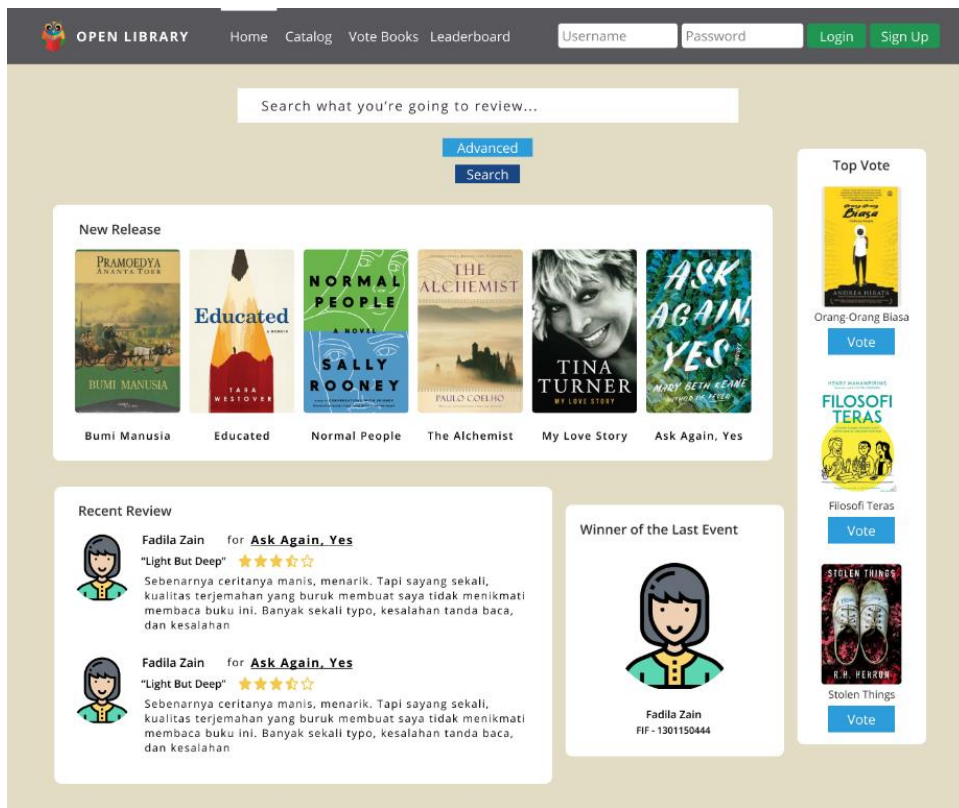 OPEN LIBRARY
Home Catalog Vote Books Leaderboard
Username Password Login Sign Up
Search what you're going to review...
Advanced
Search
New Release
PRAMOEDYA
ANANTA TOER
BUMI MANUSIA
Educated
A MEMOIR
TARA
WESTOVER
NORMAL
PEOPLE
A NOVEL
SALLY
ROONEY
THE
ALCHEMIST
PAULO COELHO
TINA
TURNER
MY LOVE STORY
ASK
AGAIN,
YES
MARY BETH KEANE
Bumi Manusia Educated Normal People The Alchemist My Love Story Ask Again, Yes
Recent Review
Fadila Zain for Ask Again, Yes
“Light But Deep”
Sebenarnya ceritanya manis, menarik. Tapi sayang sekali,
kualitas terjemahan yang buruk membuat saya tidak menikmati
membaca buku ini. Banyak sekali typo, kesalahan tanda baca,
dan kesalahan
Fadila Zain for Ask Again, Yes
“Light But Deep”
Sebenarnya ceritanya manis, menarik. Tapi sayang sekali,
kualitas terjemahan yang buruk membuat saya tidak menikmati
membaca buku ini. Banyak sekali typo, kesalahan tanda baca,
dan kesalahan
Winner of the Last Event
Fadila Zain
FIF - 1301150444
Top Vote
Orang-Orang
Biasa
ANDREA HIRATA
Orang-Orang Biasa
Vote
HENRY MANAMPIRING
FILOSOFI
TERAS
Filosofi Teras
Vote
STOLEN THINGS
R.H. HERRON
Stolen Things
Vote